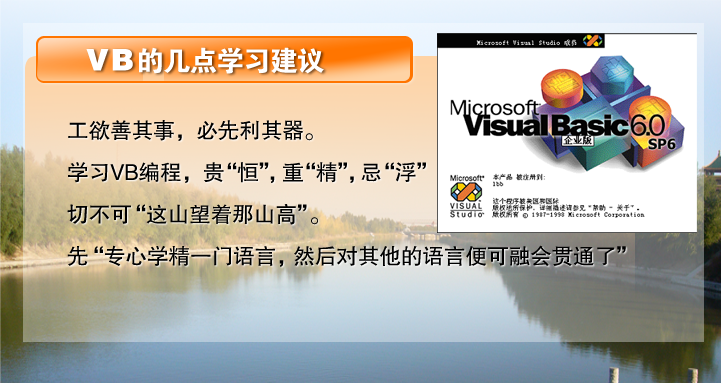 VB的几点学习建议
工欲善其事，必先利其器。
学习VB编程，贵“恒”，重“精”，忌“浮”
切不可“这山望着那山高”。
先“专心学精一门语言，然后对其他的语言便可融会贯通了”
Microsoft Visual Studio 成员
Microsoft
Visual Basic 6.0
企业版
SP6
Microsoft
VISUAL
Studio
本产品 被注册到:
lbb
这个程序被美国和国际
版权法所保护，详细描述请参见“帮助 - 关于”。
版权所有 © 1987-1998 Microsoft Corporation